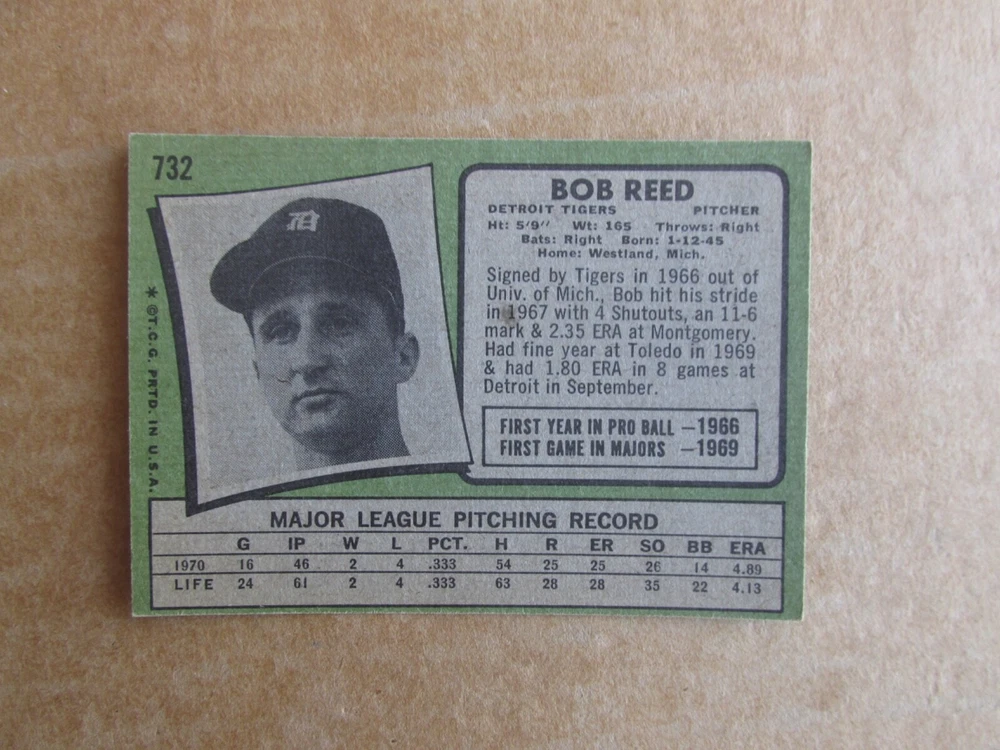 732
BOB REED
DETROIT TIGERS PITCHER
Ht: 5'9" Wt: 165 Throws: Right
Bats: Right Born: 1-12-45
Home: Westland, Mich.
Signed by Tigers in 1966 out of
Univ. of Mich., Bob hit his stride
in 1967 with 4 Shutouts, an 11-6
mark & 2.35 ERA at Montgomery.
Had fine year at Toledo in 1969
& had 1.80 ERA in 8 games at
Detroit in September.
FIRST YEAR IN PRO BALL —1966
FIRST GAME IN MAJORS —1969
* ©T.C.G. PRTD. IN U.S.A.
D
MAJOR LEAGUE PITCHING RECORD
G IP W L PCT. H R ER SO BB ERA
1970 16 46 2 4 .333 54 25 25 26 14 4.89
LIFE 24 61 2 4 .333 63 28 28 35 22 4.13